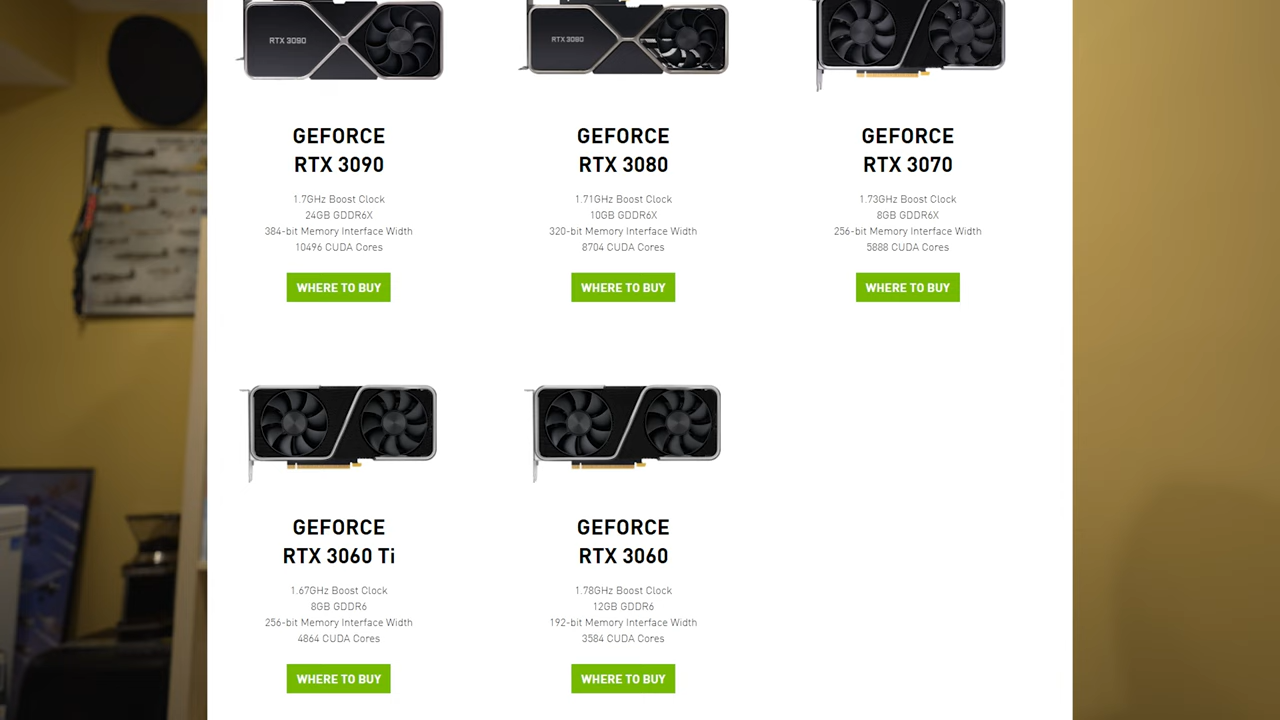 RTX 3090
RTX 3080
GEFORCE
RTX 3090
1.7GHz Boost Clock
24GB GDDR6X
384-bit Memory Interface Width
10496 CUDA Cores
WHERE TO BUY
GEFORCE
RTX 3080
1.71GHz Boost Clock
10GB GDDR6X
320-bit Memory Interface Width
8704 CUDA Cores
WHERE TO BUY
GEFORCE
RTX 3070
1.73GHz Boost Clock
8GB GDDR6X
256-bit Memory Interface Width
5888 CUDA Cores
WHERE TO BUY
GEFORCE
RTX 3060 Ti
1.67GHz Boost Clock
8GB GDDR6
256-bit Memory Interface Width
4864 CUDA Cores
WHERE TO BUY
GEFORCE
RTX 3060
1.78GHz Boost Clock
12GB GDDR6
192-bit Memory Interface Width
3584 CUDA Cores
WHERE TO BUY